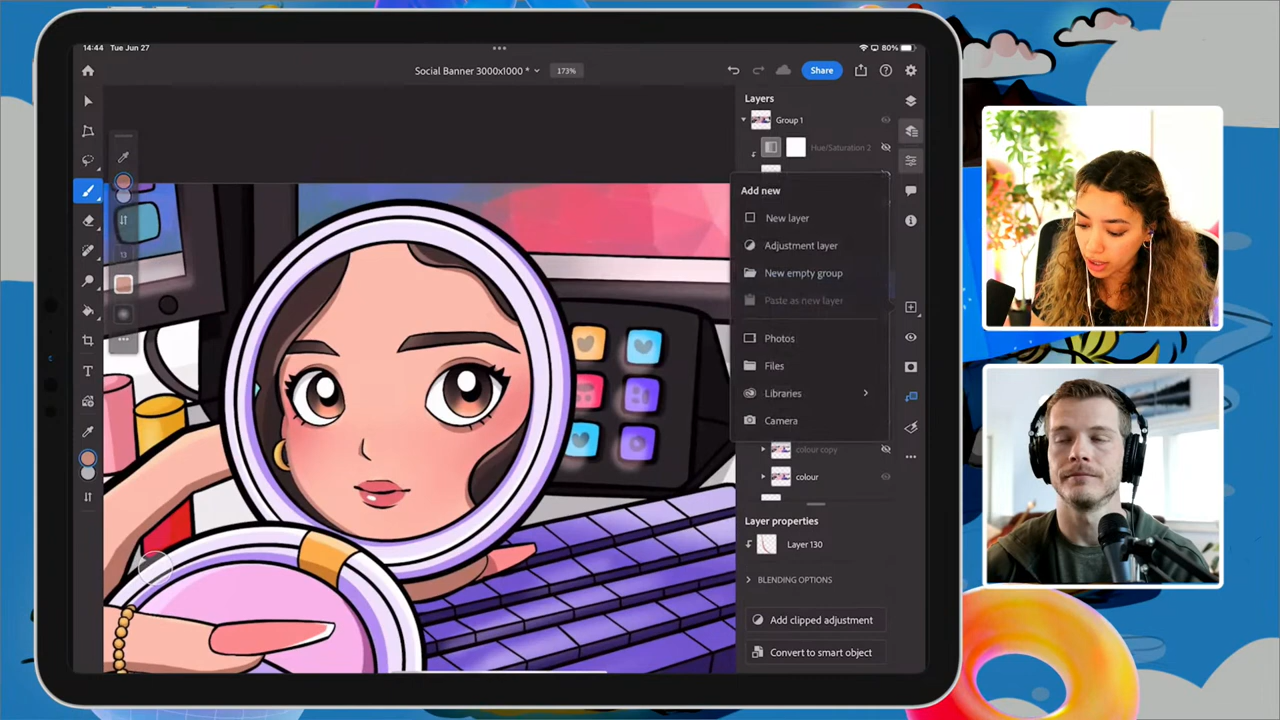 14:44 Tue Jun 27
80%
Social Banner 3000x1000 *
173%
Share
Layers
Group 1
Hue/Saturation 2
Add new
New layer
Adjustment layer
New empty group
Paste as new layer
Photos
Files
Libraries
Camera
13
colour copy
colour
Layer properties
Layer 130
BLENDING OPTIONS
Add clipped adjustment
Convert to smart object